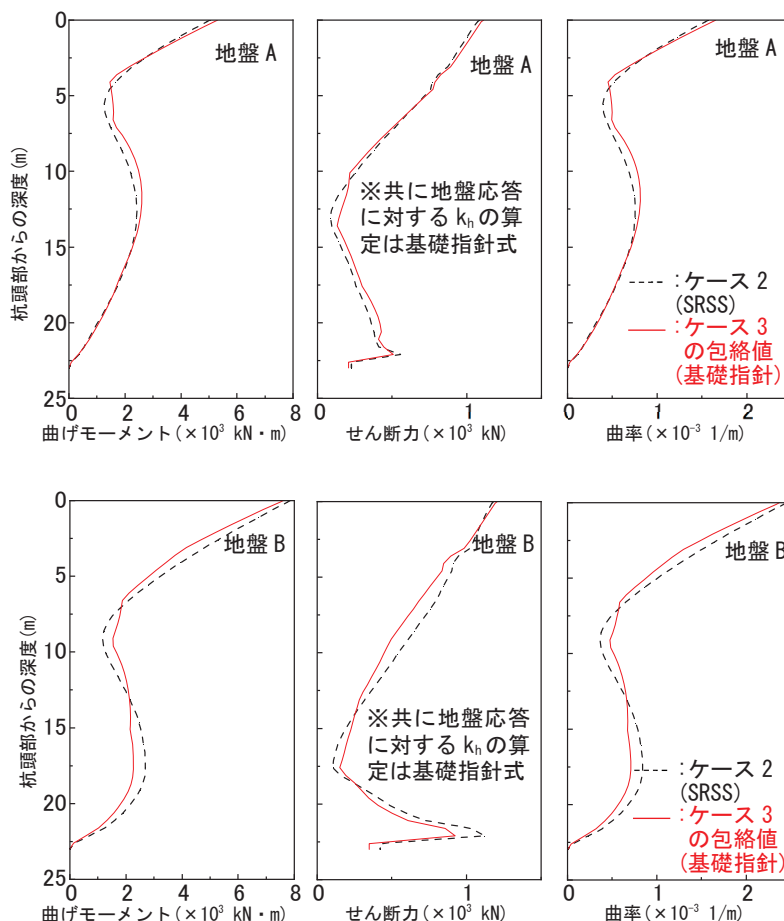 0
5
10
15
20
25
杭頭部からの深度(m)
地盤 A
0 2 4 6 8
曲げモーメント(×10³ kN・m)
地盤 A
※共に地盤応答
に対する kₕ の算
定は基礎指針式
0 1
せん断力(×10³ kN)
地盤 A
:ケース 2
(SRSS)
:ケース 3
の包絡値
(基礎指針)
0 1 2
曲率(×10⁻³ 1/m)
0
5
10
15
20
25
杭頭部からの深度(m)
地盤 B
0 2 4 6 8
曲げモーメント(×10³ kN・m)
地盤 B
※共に地盤応答
に対する kₕ の算
定は基礎指針式
0 1
せん断力(×10³ kN)
地盤 B
:ケース 2
(SRSS)
:ケース 3
の包絡値
(基礎指針)
0 1 2
曲率(×10⁻³ 1/m)